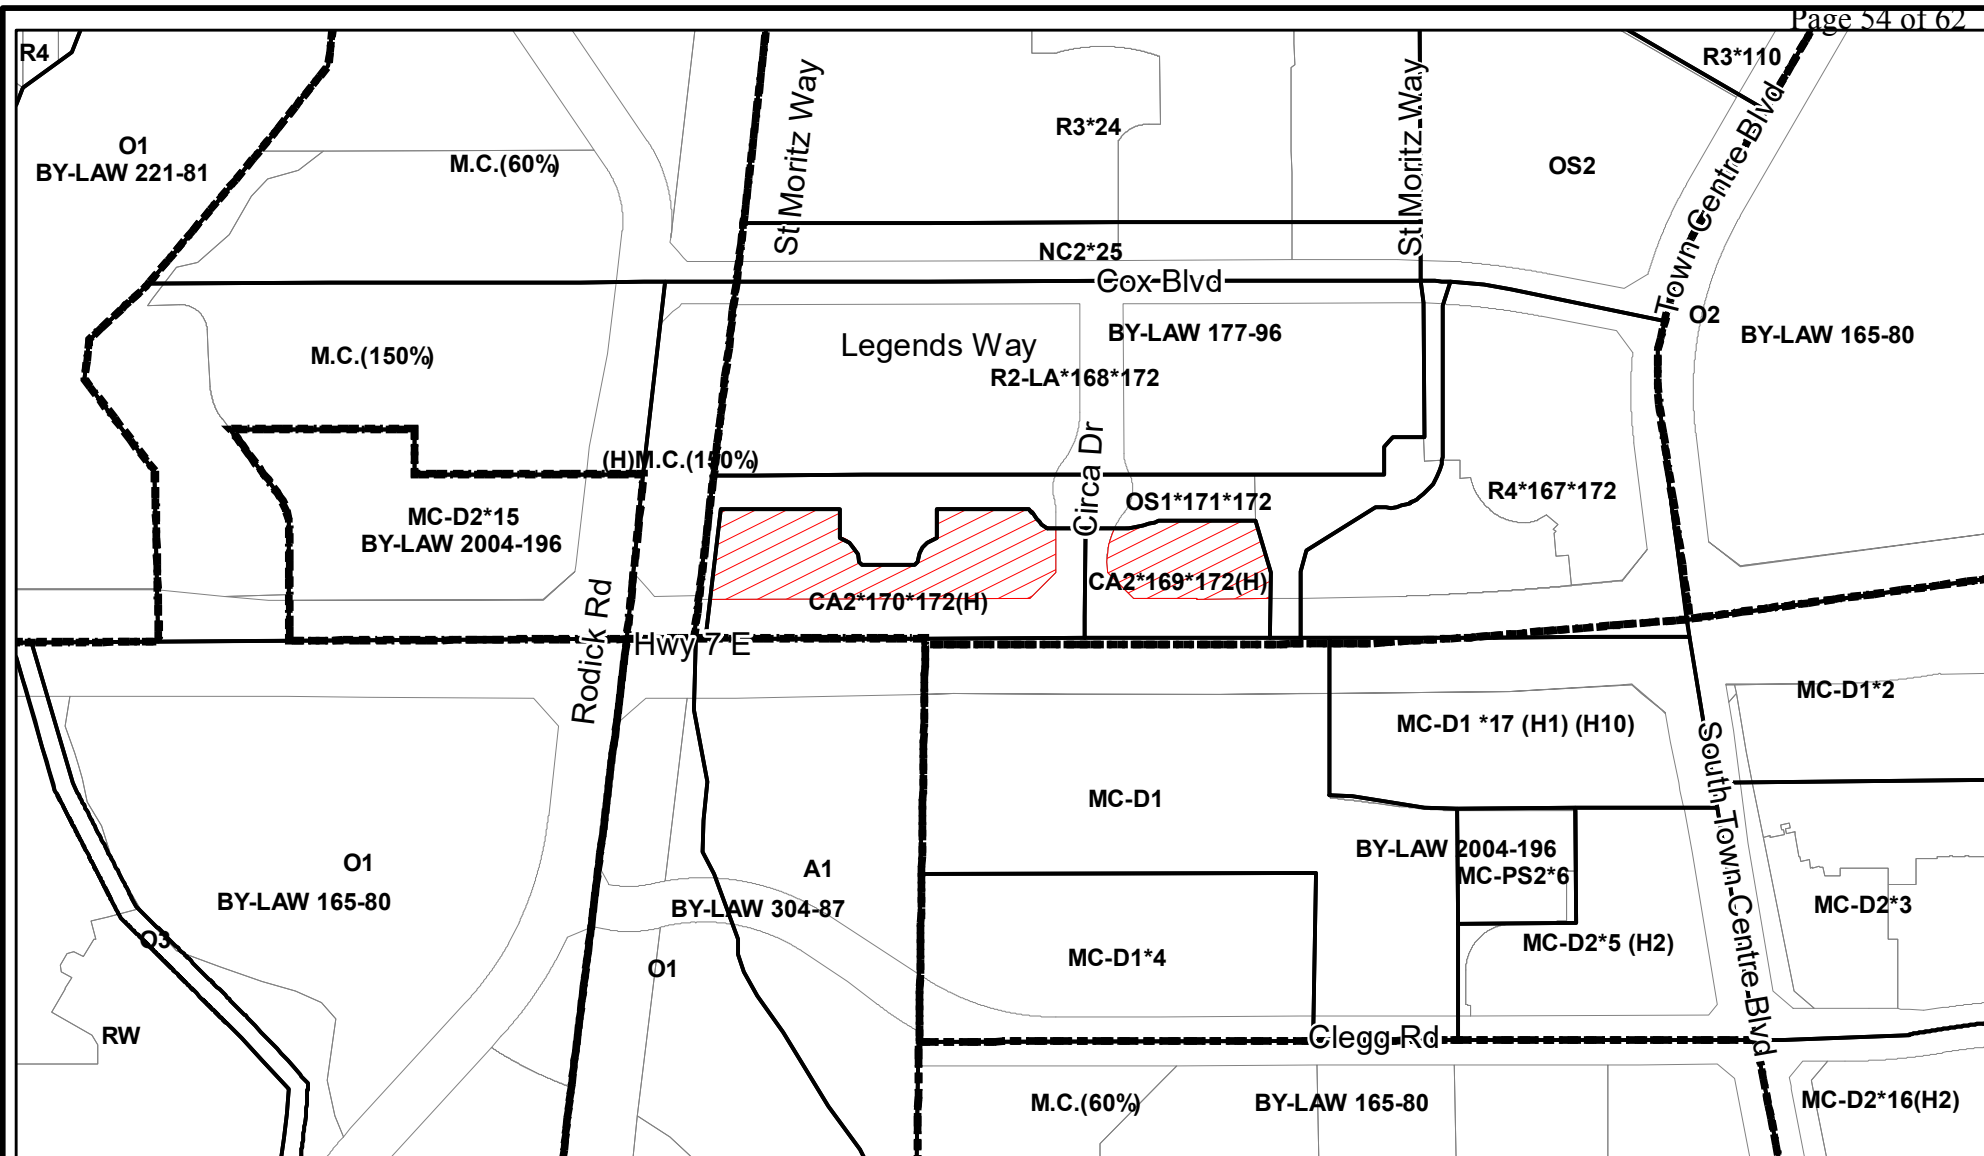 Page 54 of 62
R4
R3*110
St Moritz Way
St Moritz Way
Town Centre Blvd
R3*24
O1
BY-LAW 221-81
M.C.(60%)
OS2
NC2*25
Cox Blvd
O2
BY-LAW 177-96
BY-LAW 165-80
Legends Way
M.C.(150%)
R2-LA*168*172
(H)M.C.(150%)
Circa Dr
R4*167*172
OS1*171*172
MC-D2*15
BY-LAW 2004-196
CA2*169*172(H)
CA2*170*172(H)
Rodick Rd
Hwy 7 E
MC-D1*2
MC-D1 *17 (H1) (H10)
South Town Centre Blvd
MC-D1
BY-LAW 2004-196
O1
A1
MC-PS2*6
BY-LAW 165-80
BY-LAW 304-87
MC-D2*3
O3
MC-D2*5 (H2)
MC-D1*4
O1
RW
Clegg Rd
M.C.(60%)
BY-LAW 165-80
MC-D2*16(H2)